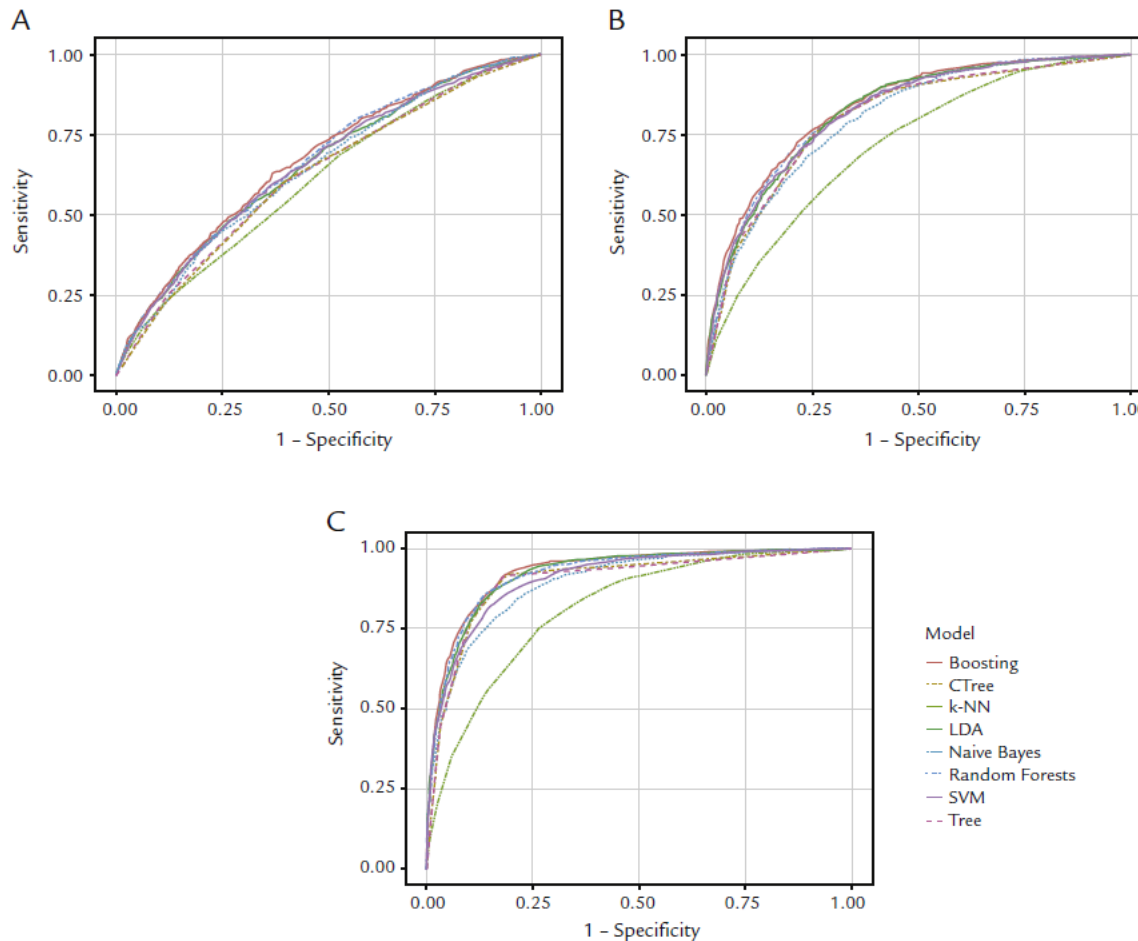 A
B
1.00
0.75
0.50
0.25
0.00
Sensitivity
0.00 0.25 0.50 0.75 1.00
1 – Specificity
1.00
0.75
0.50
0.25
0.00
Sensitivity
0.00 0.25 0.50 0.75 1.00
1 – Specificity
C
1.00
0.75
0.50
0.25
0.00
Sensitivity
0.00 0.25 0.50 0.75 1.00
1 – Specificity
Model
Boosting
CTree
k-NN
LDA
Naive Bayes
Random Forests
SVM
Tree